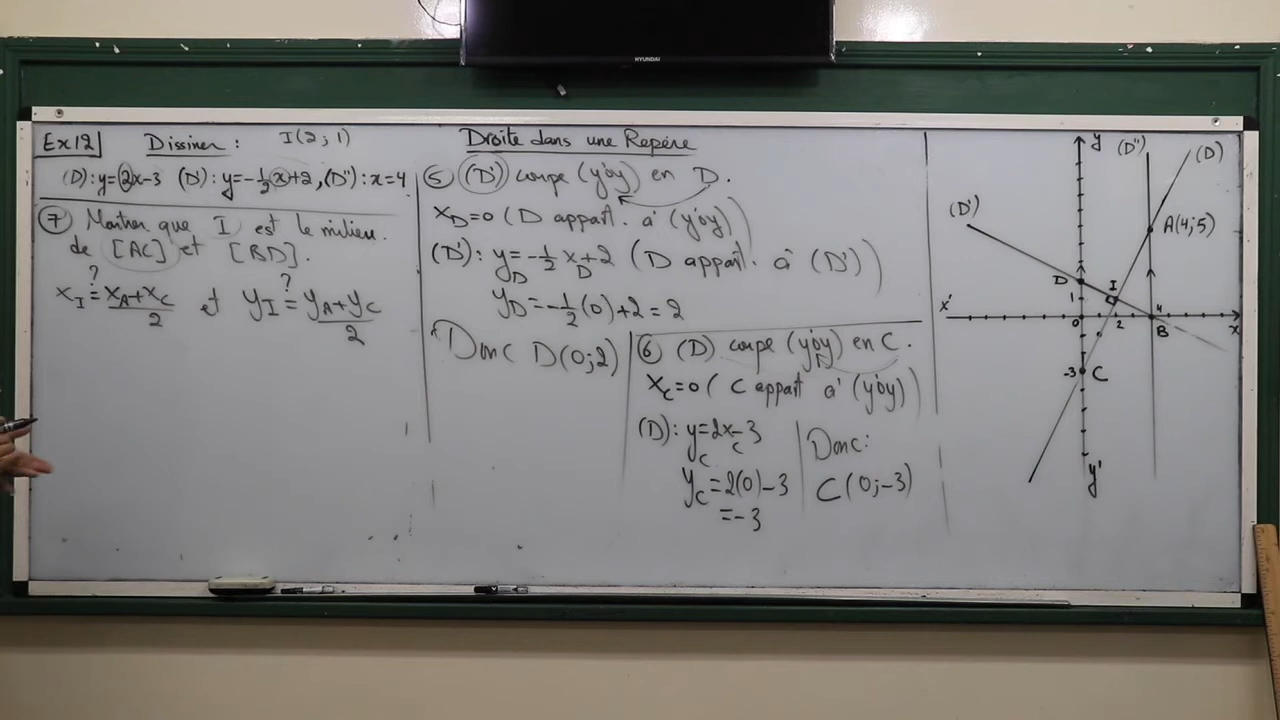 HYUNDAI
Ex12 Dissiner : I(2 ; 1)
(D): y=2x-3 (D'): y=-1/2 x+2, (D''): x=4
7 Montrer que I est le milieu
de [AC] et [BD].
? ?
x_I = x_A+x_C/2 et y_I = y_A+y_C/2
Droite dans une Repère
5 (D') coupe (y'oy) en D.
x_D=0 (D appart. à (y'oy))
(D'): y_D=-1/2 x_D+2 (D appart. à (D'))
y_D=-1/2(0)+2=2
Donc D(0;2)
6 (D) coupe (y'oy) en C.
x_C=0 ( C appart à (y'oy)
(D): y_C=2x_C-3
y_C=2(0)-3
=-3
Donc:
C(0;-3)
y
(D'')
(D)
(D')
A(4;5)
D
I
1
x'
0
2
4
B
x
-3
C
y'